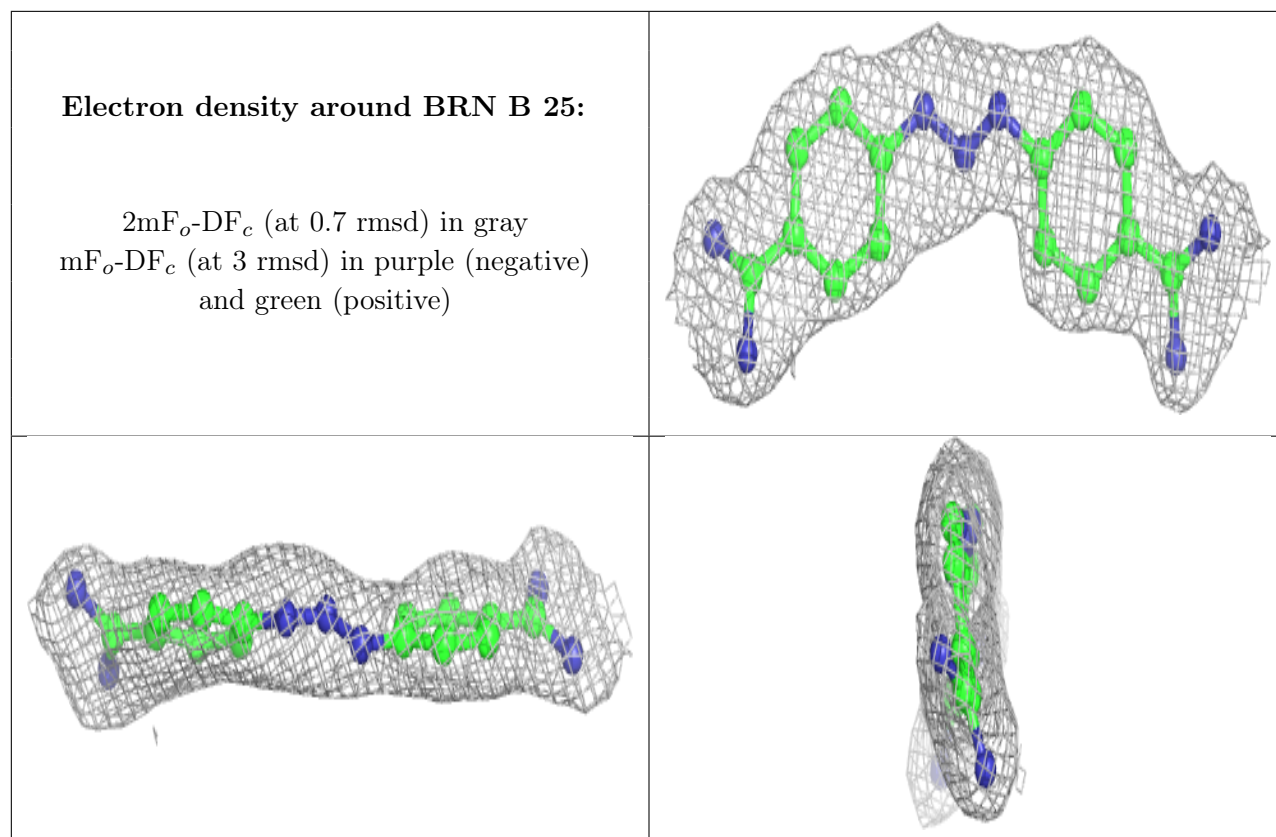 Electron density around BRN B 25:
2mFo-DFc (at 0.7 rmsd) in gray
mFo-DFc (at 3 rmsd) in purple (negative)
and green (positive)